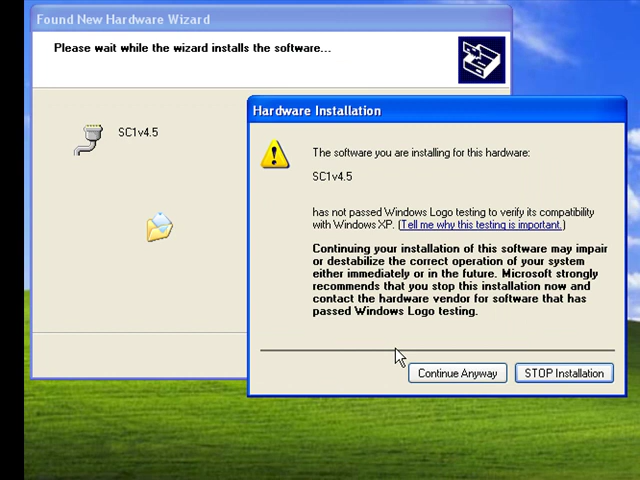 Found New Hardware Wizard
Please wait while the wizard installs the software...
SC1v4.5
Hardware Installation
The software you are installing for this hardware:
SC1v4.5
has not passed Windows Logo testing to verify its compatibility
with Windows XP. (Tell me why this testing is important.)
Continuing your installation of this software may impair
or destabilize the correct operation of your system
either immediately or in the future. Microsoft strongly
recommends that you stop this installation now and
contact the hardware vendor for software that has
passed Windows Logo testing.
Continue Anyway
STOP Installation